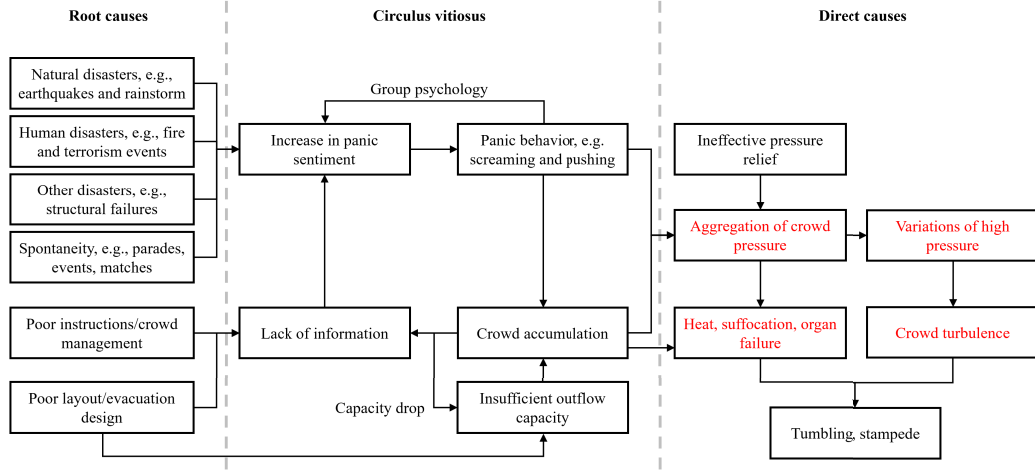 Root causes
Circulus vitiosus
Direct causes
Natural disasters, e.g.,
earthquakes and rainstorm
Human disasters, e.g., fire
and terrorism events
Other disasters, e.g.,
structural failures
Spontaneity, e.g., parades,
events, matches
Poor instructions/crowd
management
Poor layout/evacuation
design
Group psychology
Increase in panic
sentiment
Panic behavior, e.g.
screaming and pushing
Lack of information
Crowd accumulation
Capacity drop
Insufficient outflow
capacity
Ineffective pressure
relief
Aggregation of crowd
pressure
Variations of high
pressure
Heat, suffocation, organ
failure
Crowd turbulence
Tumbling, stampede